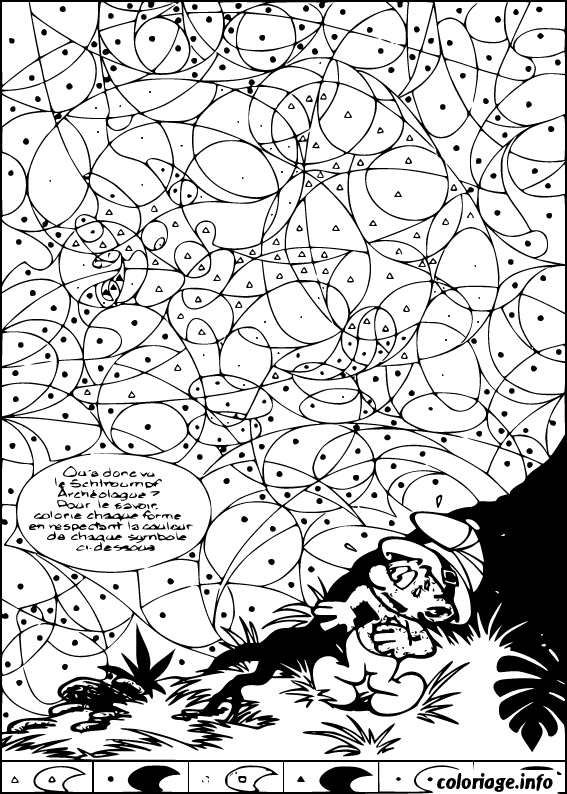 Qu'a donc vu
le Schtroumpf
Archéologue ?
Pour le savoir,
colorie chaque forme
en respectant la couleur
de chaque symbole
ci-dessous
coloriage.info